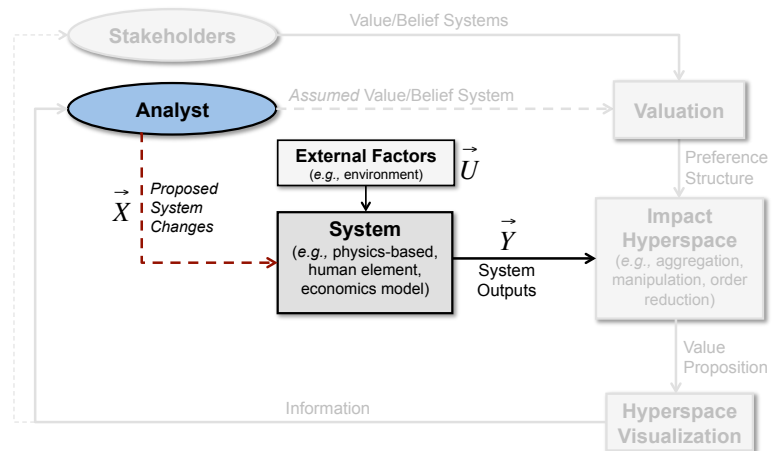 Stakeholders
Value/Belief Systems
Analyst
Assumed Value/Belief System
Valuation
External Factors
(e.g., environment)
U
Preference
Structure
X
Proposed
System
Changes
System
(e.g., physics-based,
human element,
economics model)
Y
System
Outputs
Impact
Hyperspace
(e.g., aggregation,
manipulation, order
reduction)
Value
Proposition
Information
Hyperspace
Visualization